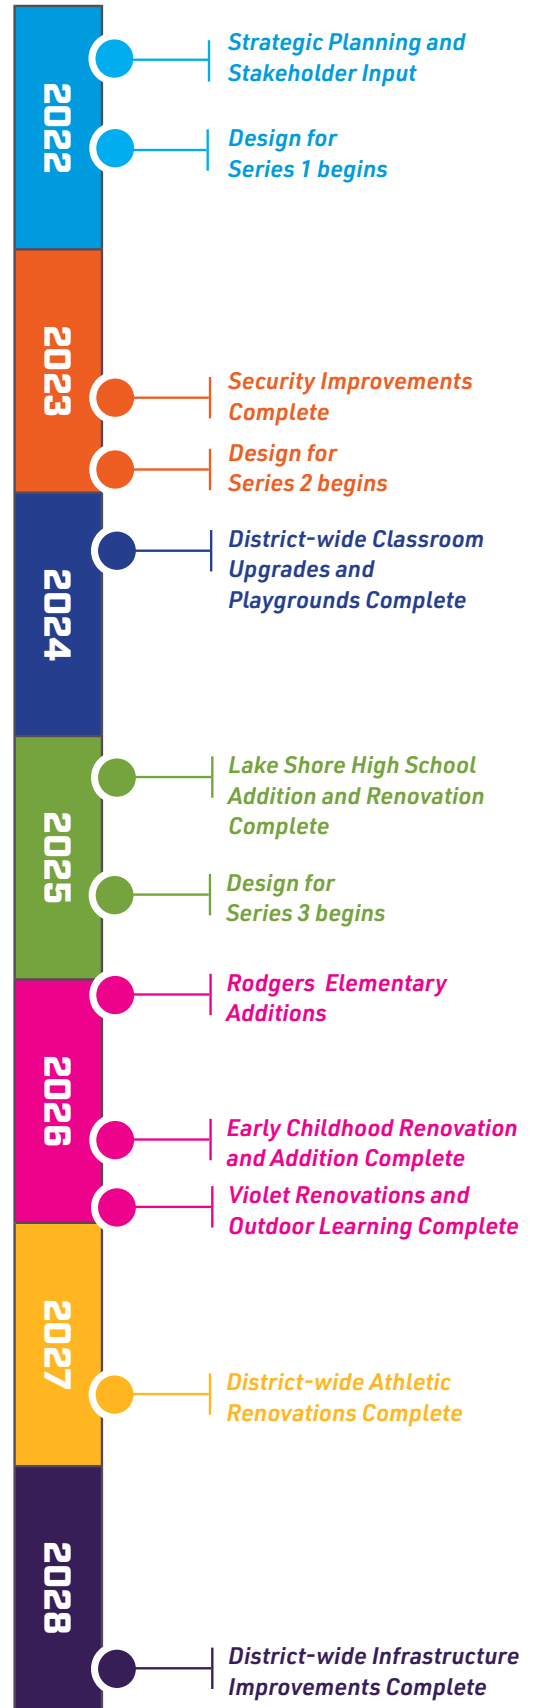 2022
Strategic Planning and
Stakeholder Input
Design for
Series 1 begins
2023
Security Improvements
Complete
Design for
Series 2 begins
2024
District-wide Classroom
Upgrades and
Playgrounds Complete
2025
Lake Shore High School
Addition and Renovation
Complete
Design for
Series 3 begins
2026
Rodgers Elementary
Additions
Early Childhood Renovation
and Addition Complete
Violet Renovations and
Outdoor Learning Complete
2027
District-wide Athletic
Renovations Complete
2028
District-wide Infrastructure
Improvements Complete